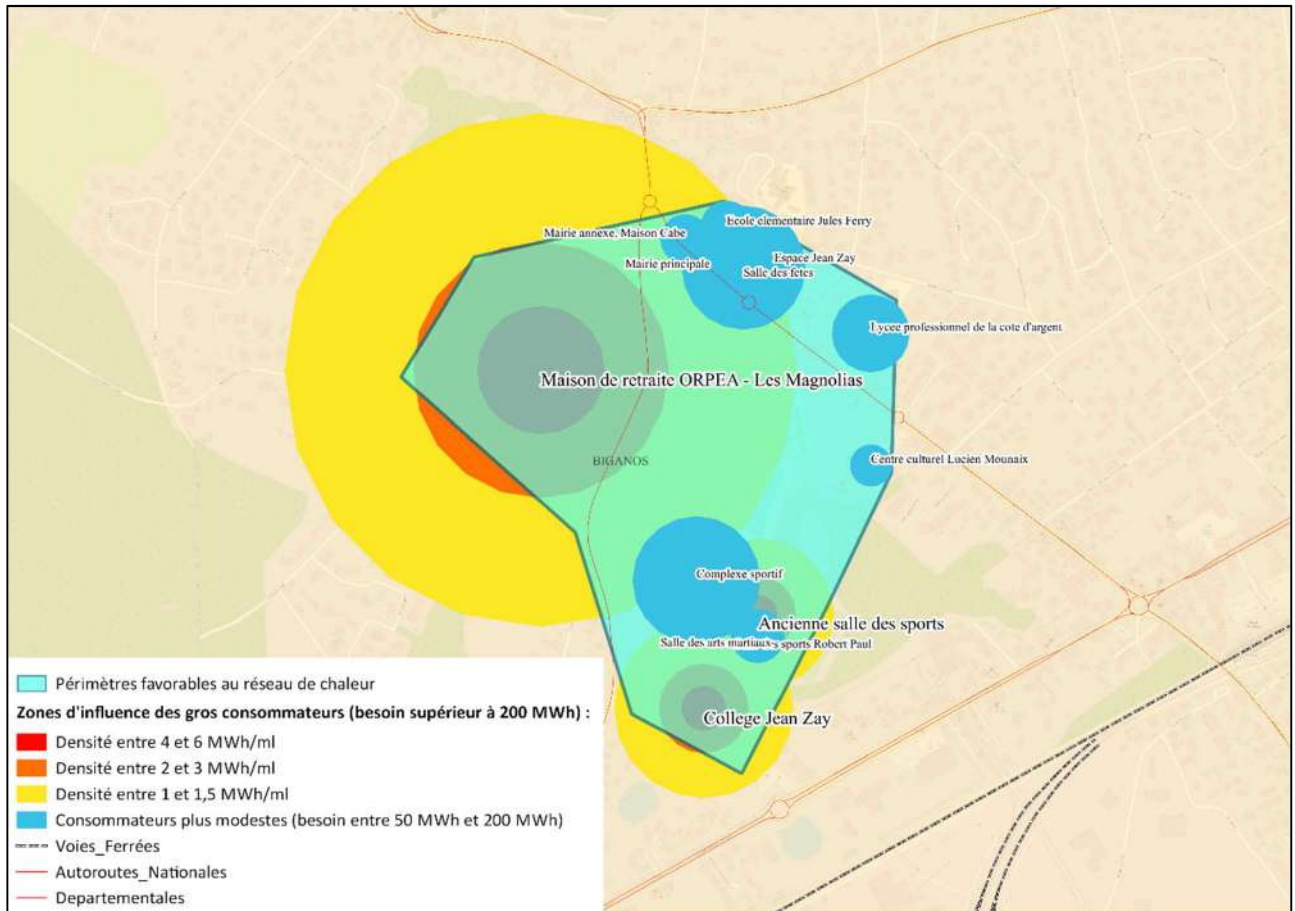 Ecole elementaire Jules Ferry
Mairie annexe, Maison Cabe
Espace Jean Zay
Mairie principale
Salle des fetes
Lycee professionnel de la cote d'argent
Maison de retraite ORPEA - Les Magnolias
BIGANOS
Centre culturel Lucien Mounaix
Complexe sportif
Ancienne salle des sports
Salle des arts martiaux-s sports Robert Paul
College Jean Zay
Périmètres favorables au réseau de chaleur
Zones d'influence des gros consommateurs (besoin supérieur à 200 MWh) :
Densité entre 4 et 6 MWh/ml
Densité entre 2 et 3 MWh/ml
Densité entre 1 et 1,5 MWh/ml
Consommateurs plus modestes (besoin entre 50 MWh et 200 MWh)
Voies_Ferrées
Autoroutes_Nationales
Departementales